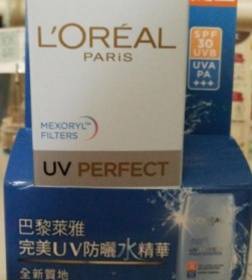 L'ORÉAL
PARIS
SPF
30
UVB
UVA
PA
+++
MEXORYL™
FILTERS
UV PERFECT
巴黎萊雅
完美UV防曬水精華
全新質地